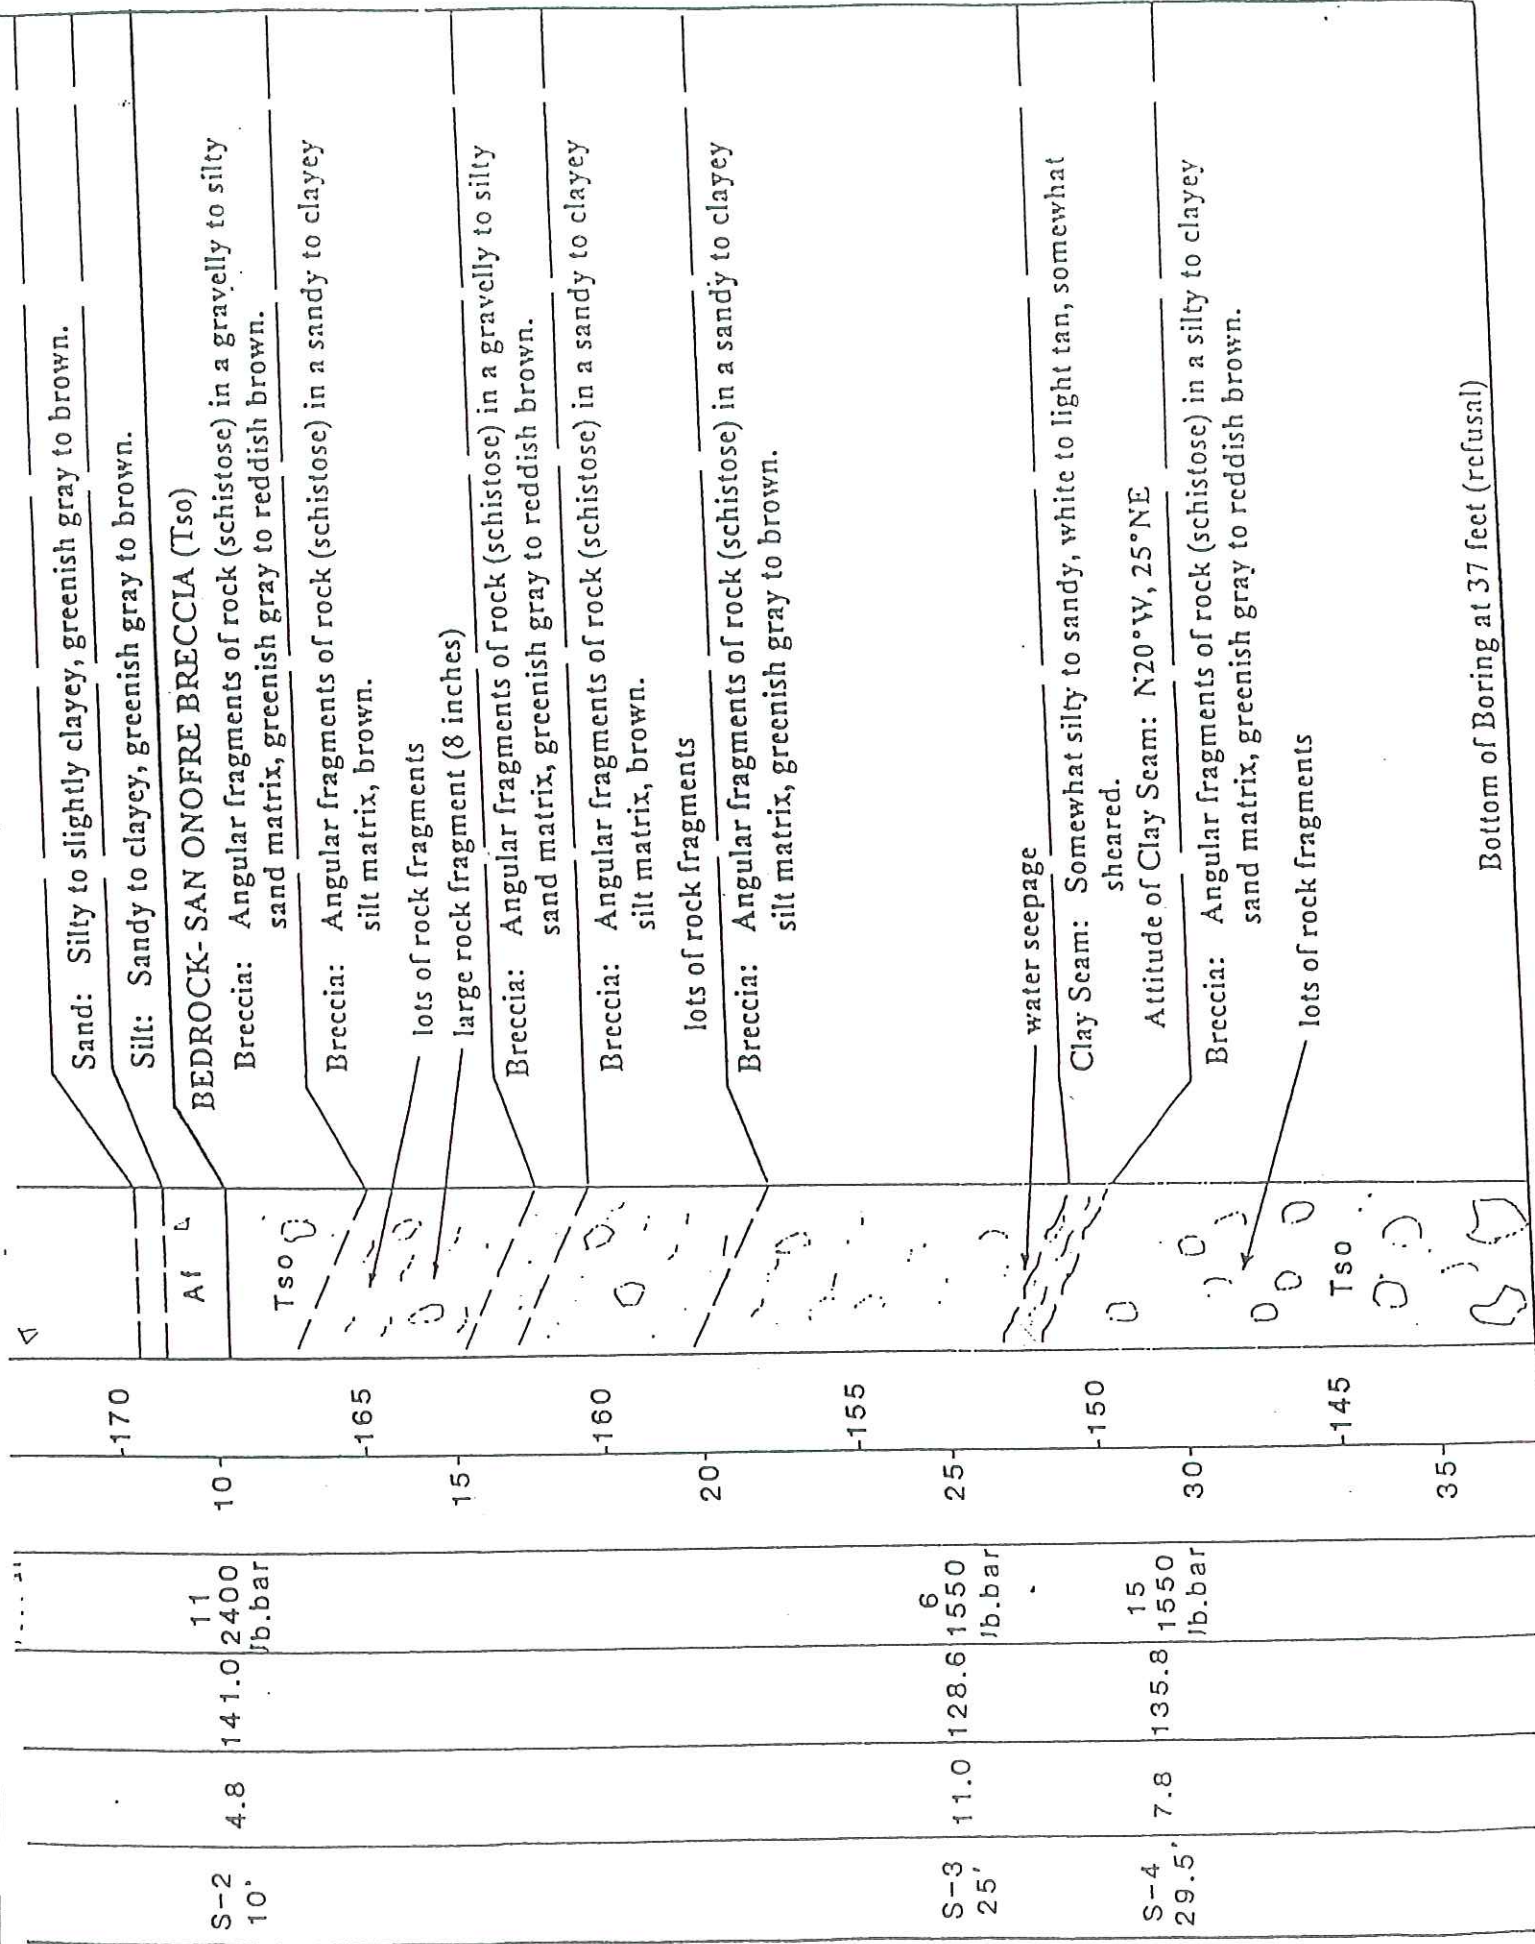 Sand: Silty to slightly clayey, greenish gray to brown.
Silt: Sandy to clayey, greenish gray to brown.
BEDROCK- SAN ONOFRE BRECCIA (Tso)
Breccia: Angular fragments of rock (schistose) in a gravelly to silty
sand matrix, greenish gray to reddish brown.
Breccia: Angular fragments of rock (schistose) in a sandy to clayey
silt matrix, brown.
lots of rock fragments
large rock fragment (8 inches)
Breccia: Angular fragments of rock (schistose) in a gravelly to silty
sand matrix, greenish gray to reddish brown.
Breccia: Angular fragments of rock (schistose) in a sandy to clayey
silt matrix, brown.
lots of rock fragments
Breccia: Angular fragments of rock (schistose) in a sandy to clayey
silt matrix, greenish gray to brown.
water seepage
Clay Seam: Somewhat silty to sandy, white to light tan, somewhat
sheared.
Attitude of Clay Seam: N20°W, 25°NE
Breccia: Angular fragments of rock (schistose) in a silty to clayey
sand matrix, greenish gray to reddish brown.
lots of rock fragments
Bottom of Boring at 37 feet (refusal)
Af
Tso
Tso
170
165
160
155
150
145
10
15
20
25
30
35
S-2
10'
4.8
141.0
11
2400
lb.bar
S-3
25'
11.0
128.6
6
1550
lb.bar
S-4
29.5'
7.8
135.8
15
1550
lb.bar